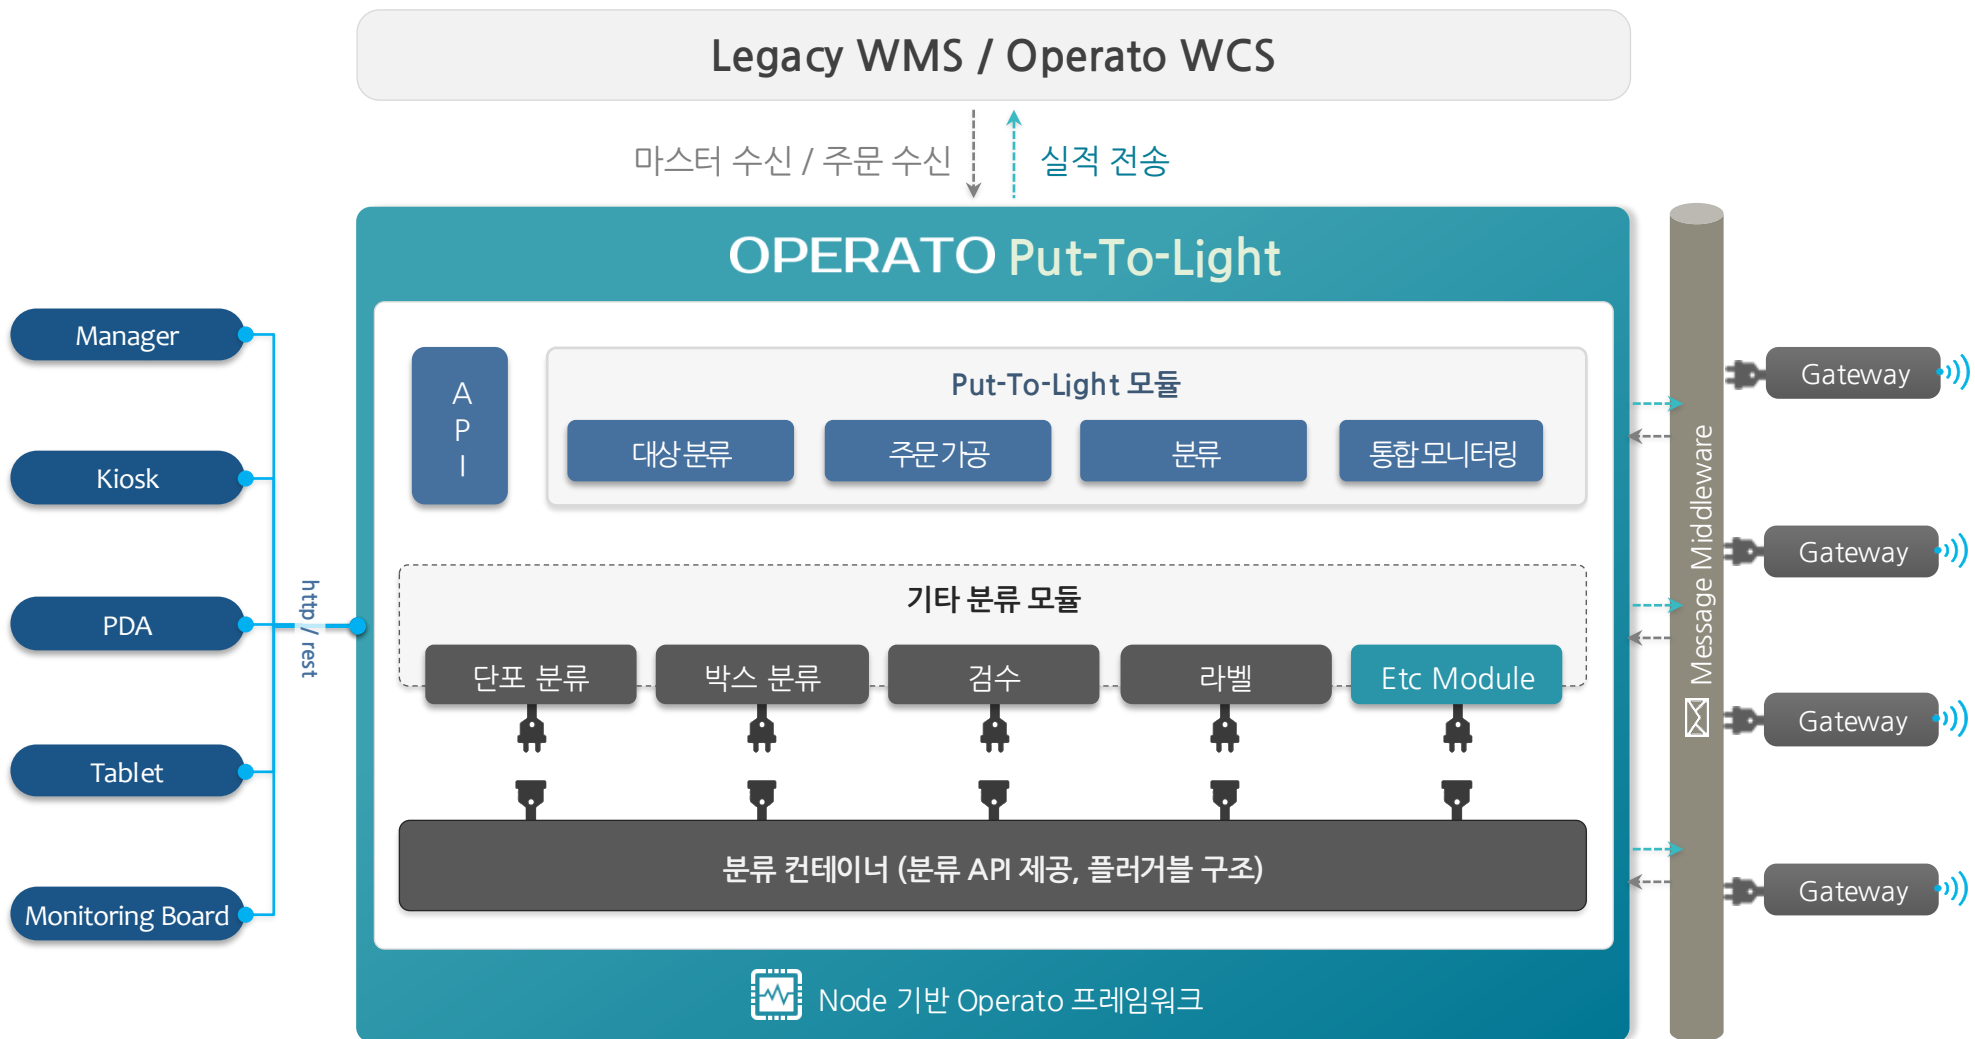 Legacy WMS / Operato WCS
마스터 수신 / 주문 수신
실적 전송
OPERATO Put-To-Light
Manager
Kiosk
PDA
Tablet
Monitoring Board
http / rest
API
Put-To-Light 모듈
대상 분류
주문 가공
분류
통합 모니터링
기타 분류 모듈
단포 분류
박스 분류
검수
라벨
Etc Module
분류 컨테이너 (분류 API 제공, 플러거블 구조)
Node 기반 Operato 프레임워크
Message Middleware
Gateway
Gateway
Gateway
Gateway